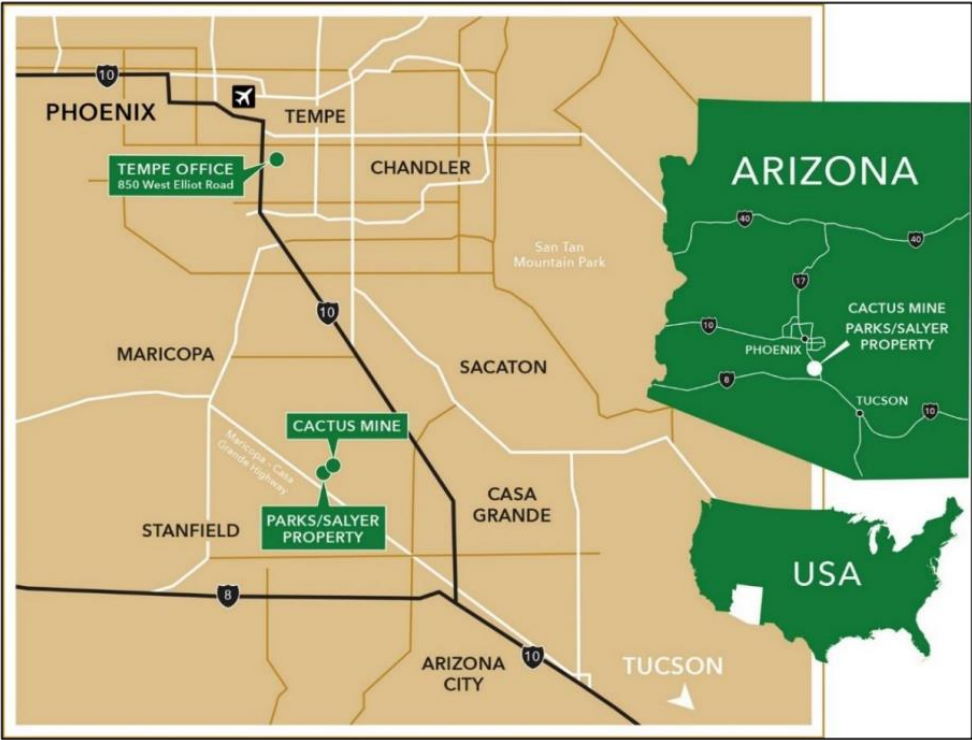 10
PHOENIX
TEMPE
TEMPE OFFICE
850 West Elliot Road
CHANDLER
San Tan
Mountain Park
10
MARICOPA
SACATON
CACTUS MINE
Maricopa - Casa
Grande Highway
CASA
GRANDE
STANFIELD
PARKS/SALYER
PROPERTY
8
ARIZONA
CITY
10
TUCSON
ARIZONA
40
40
17
CACTUS MINE
PARKS/SALYER
PROPERTY
10
PHOENIX
8
TUCSON
10
USA